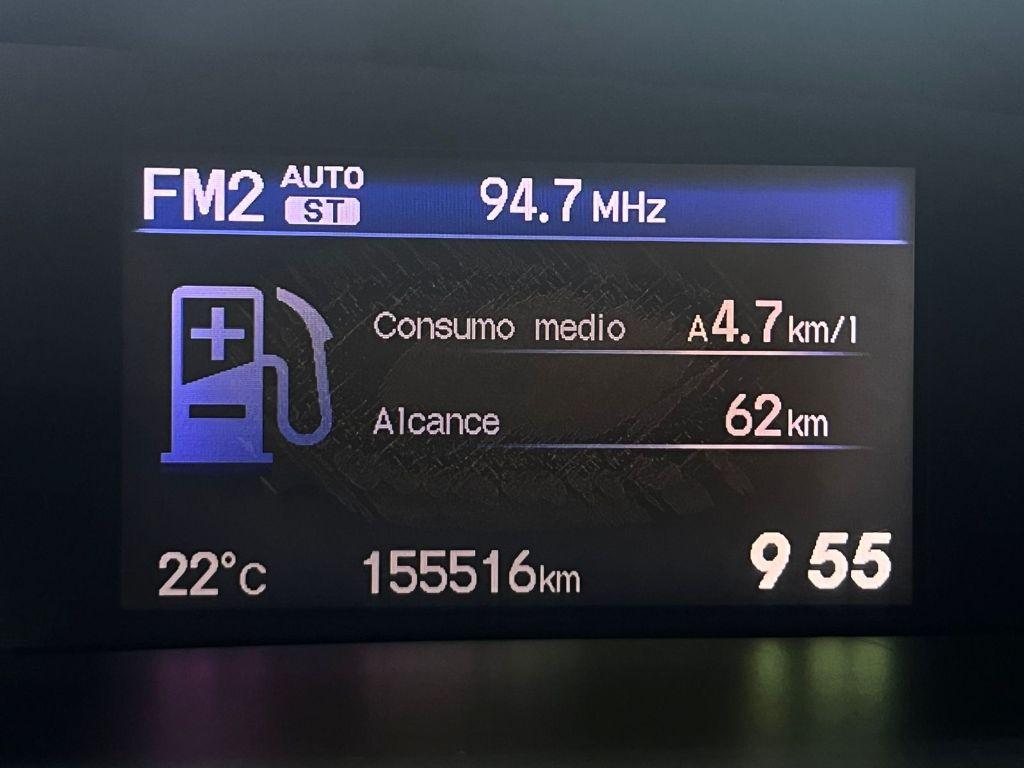 FM2 AUTO ST 94.7 MHz
Consumo medio A4.7 km/l
Alcance 62 km
22°C 155516 km 9 55